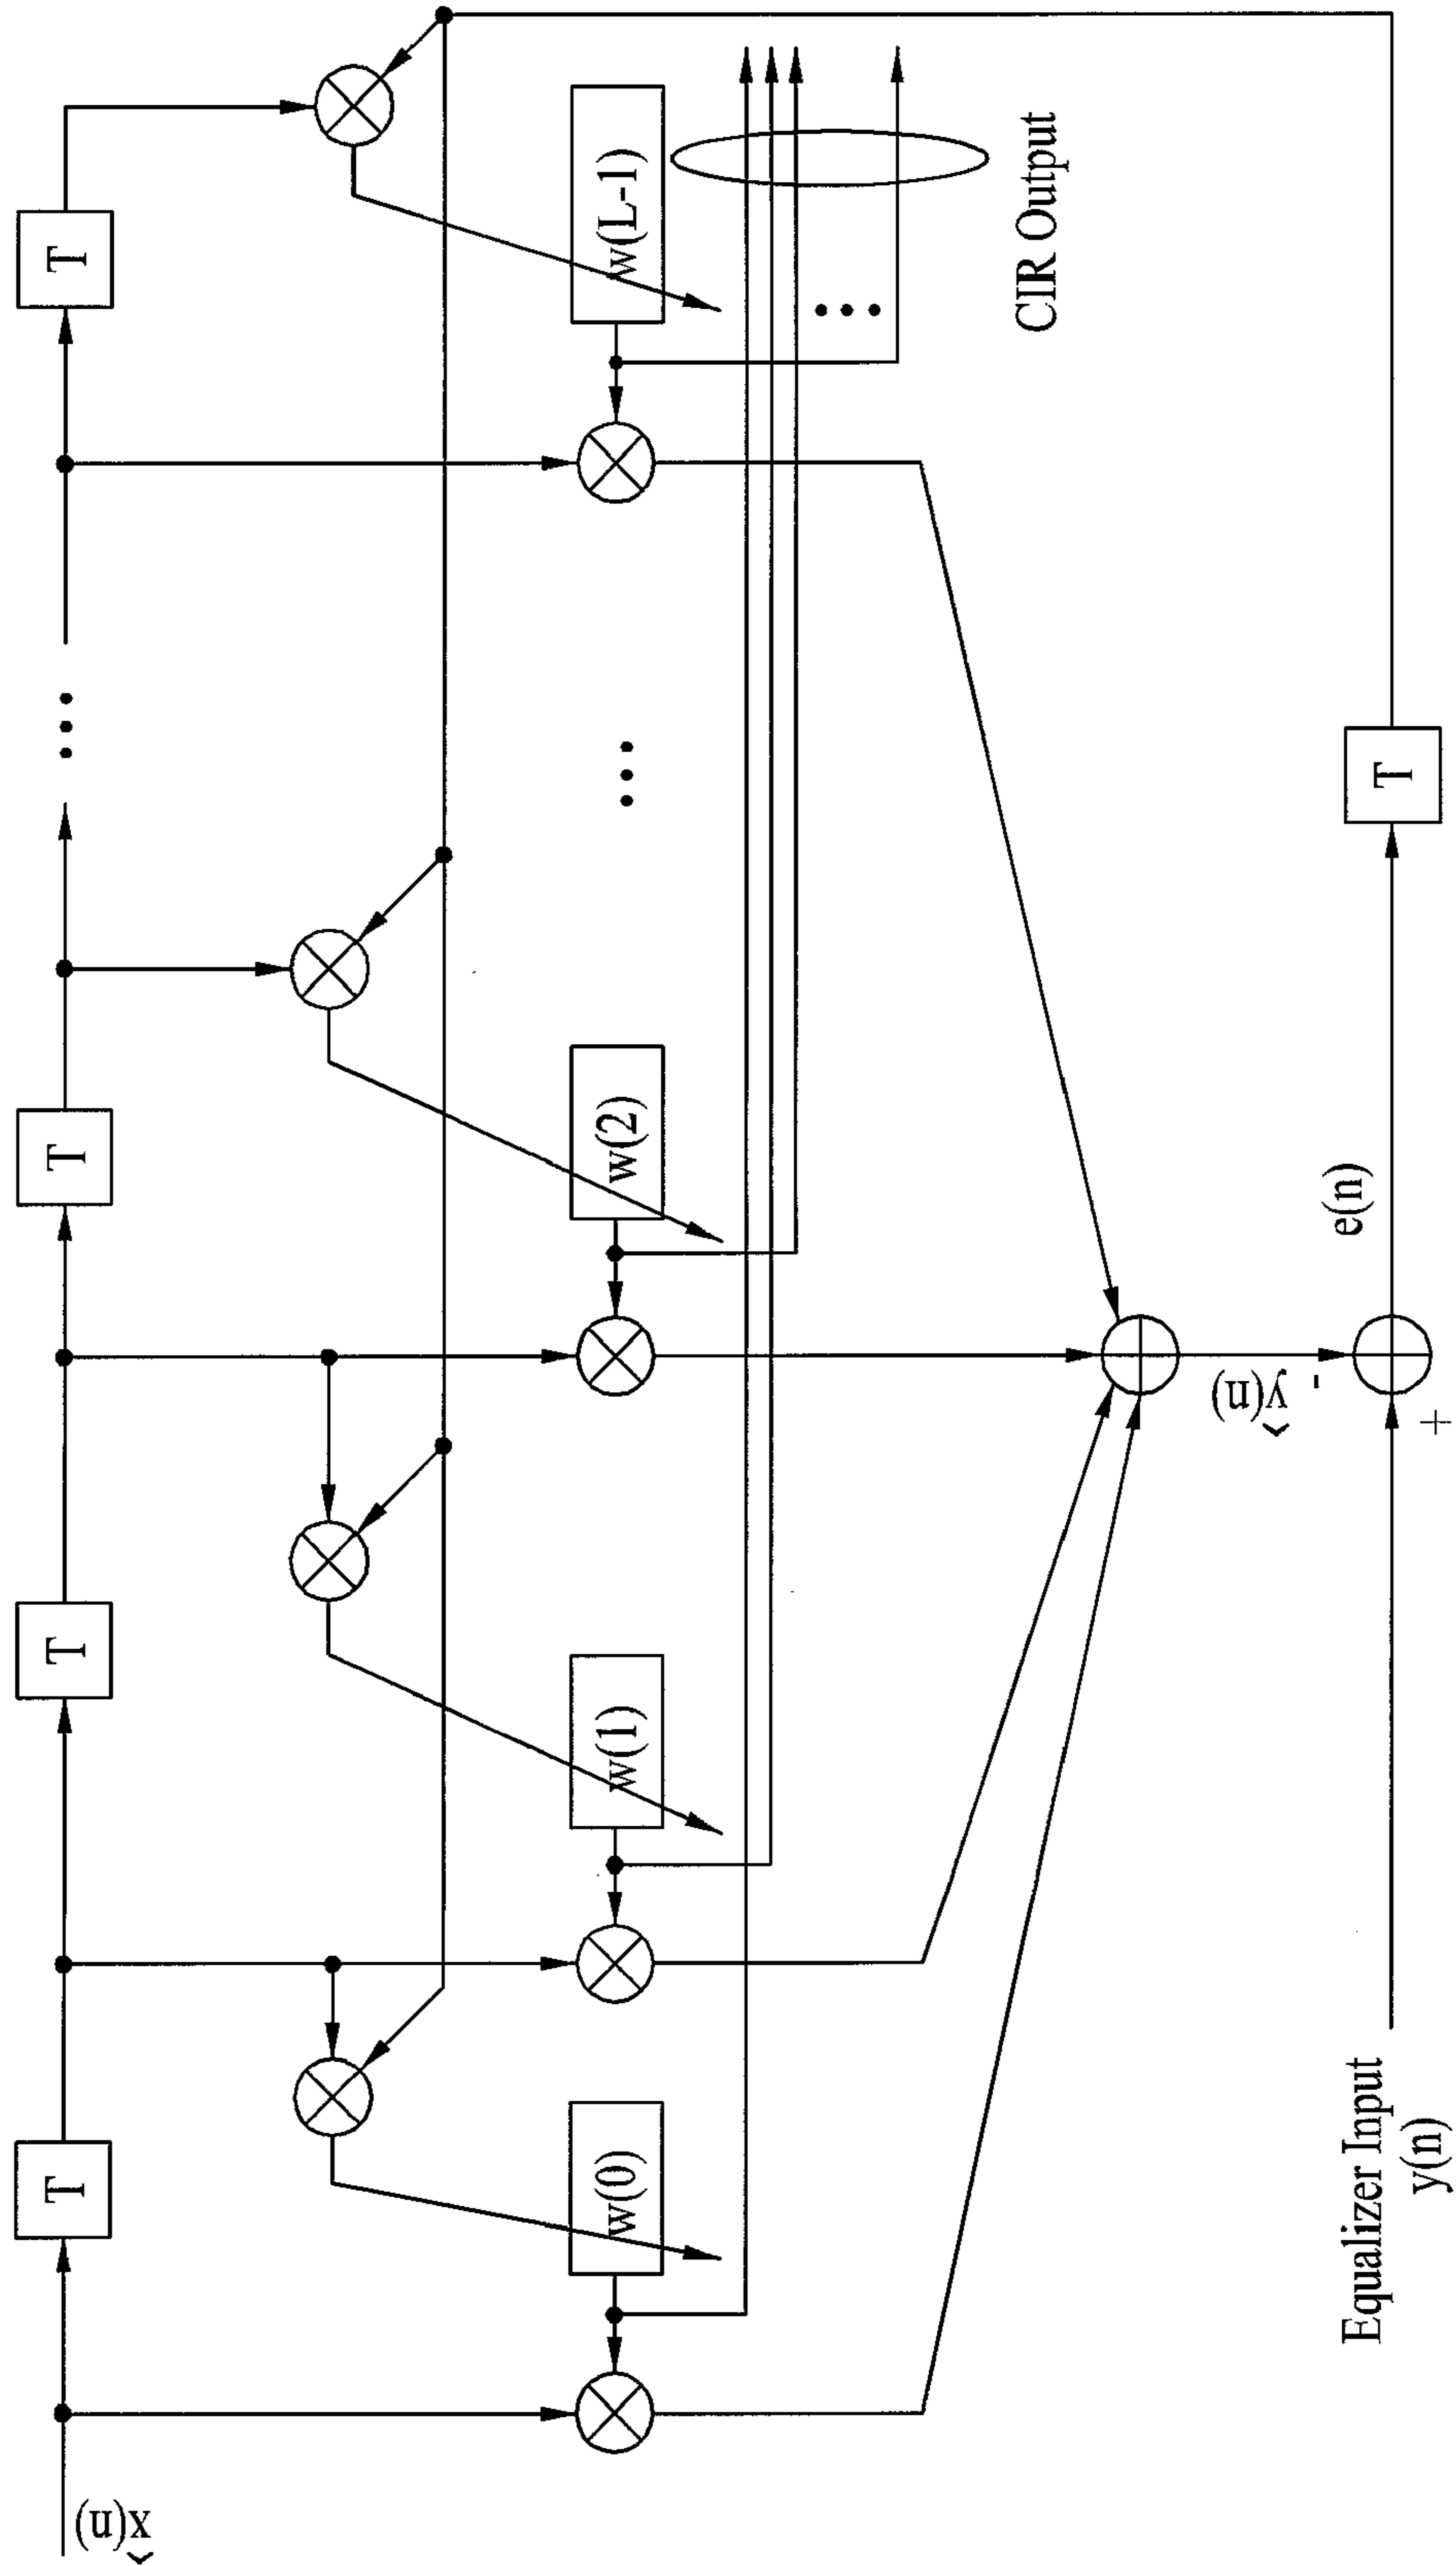 x̂(n)
T
T
T
T
w(0)
w(1)
w(2)
...
w(L-1)
...
CIR Output
ŷ(n)
-
+
e(n)
T
Equalizer Input
y(n)